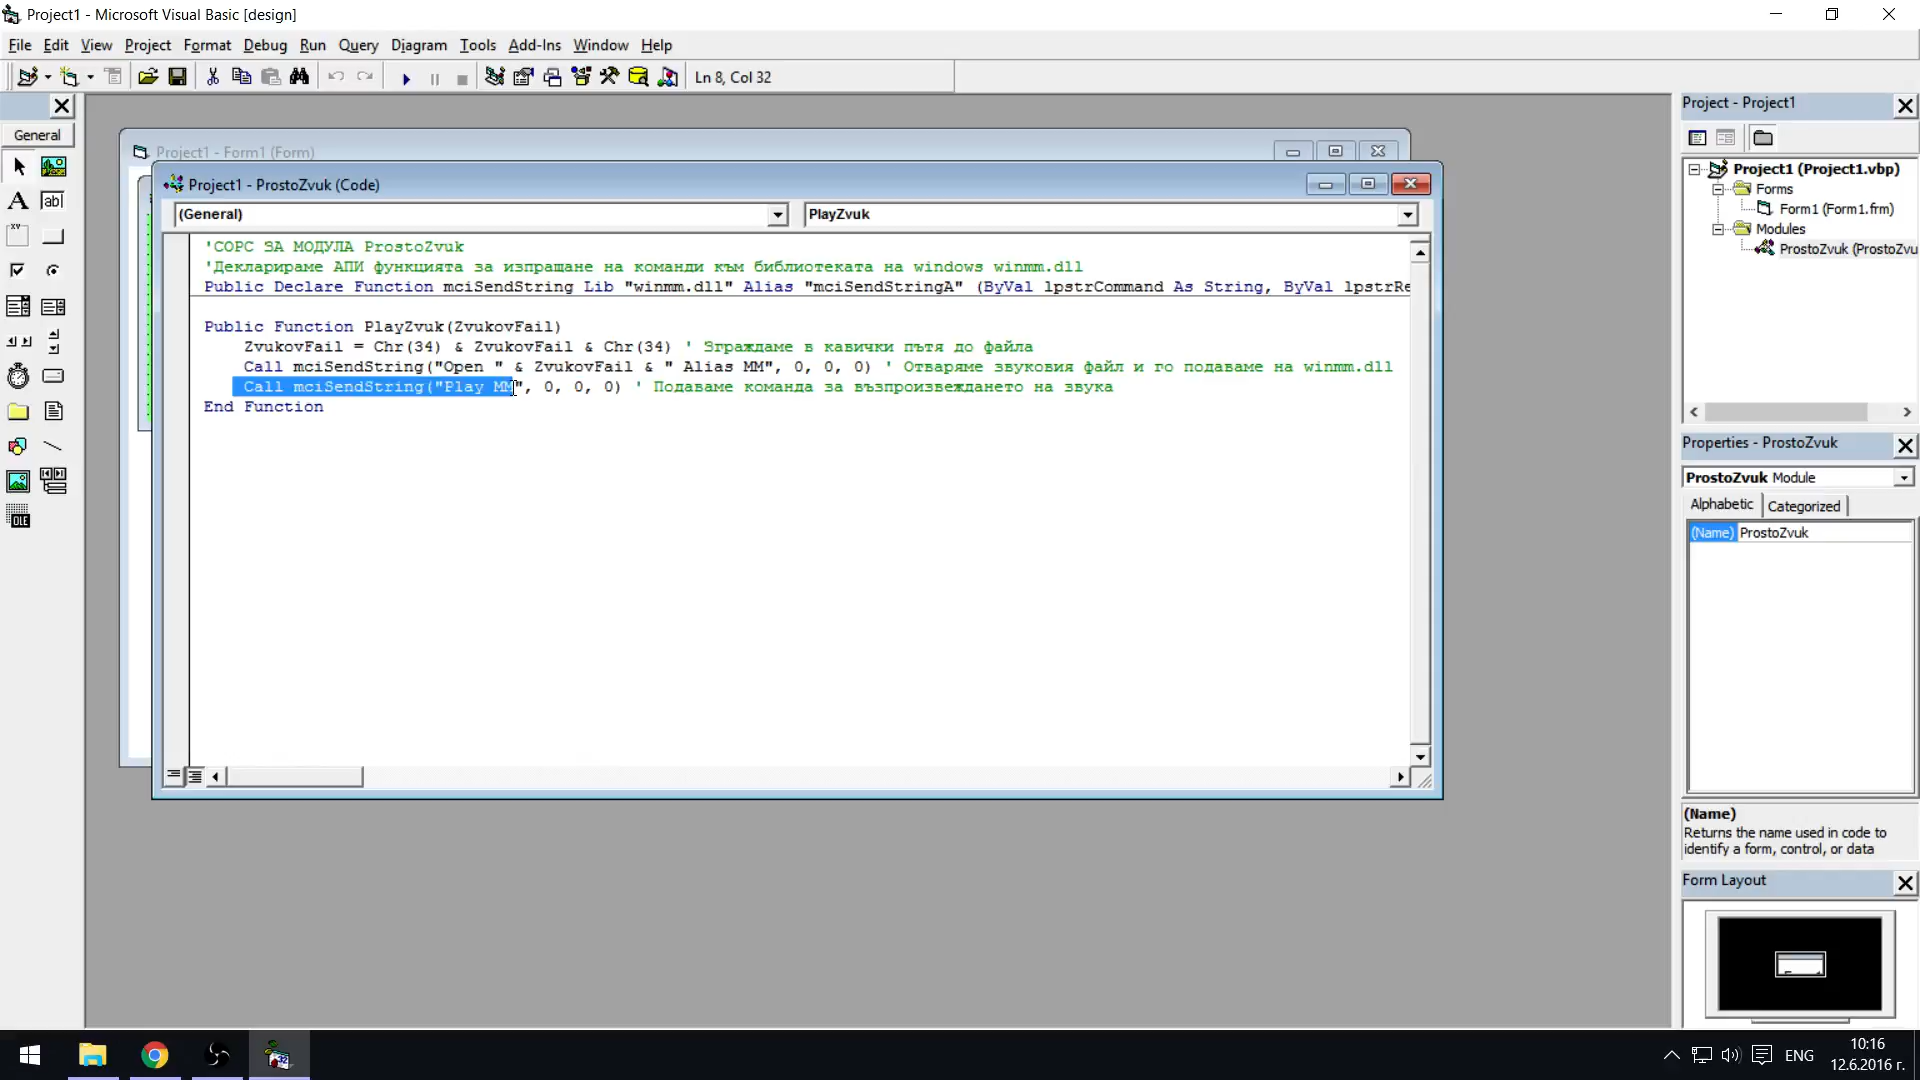 Project1 - Microsoft Visual Basic [design]
File Edit View Project Format Debug Run Query Diagram Tools Add-Ins Window Help
Ln 8, Col 32
General
Project1 - Form1 (Form)
Project1 - ProstoZvuk (Code)
(General)
PlayZvuk
'СОРС ЗА МОДУЛА ProstoZvuk
'Декларираме АПИ функцията за изпращане на команди към библиотеката на windows winmm.dll
Public Declare Function mciSendString Lib "winmm.dll" Alias "mciSendStringA" (ByVal lpstrCommand As String, ByVal lpstrRe
Public Function PlayZvuk(ZvukovFail)
ZvukovFail = Chr(34) & ZvukovFail & Chr(34) ' Зграждаме в кавички пътя до файла
Call mciSendString("Open " & ZvukovFail & " Alias MM", 0, 0, 0) ' Отваряме звуковия файл и го подаваме на winmm.dll
Call mciSendString("Play MM", 0, 0, 0) ' Подаваме команда за възпроизвеждането на звука
End Function
Project - Project1
Project1 (Project1.vbp)
Forms
Form1 (Form1.frm)
Modules
ProstoZvuk (ProstoZvu
Properties - ProstoZvuk
ProstoZvuk Module
Alphabetic Categorized
(Name) ProstoZvuk
(Name)
Returns the name used in code to
identify a form, control, or data
Form Layout
A
ab
xy
OLE
32
ENG
10:16
12.6.2016 г.